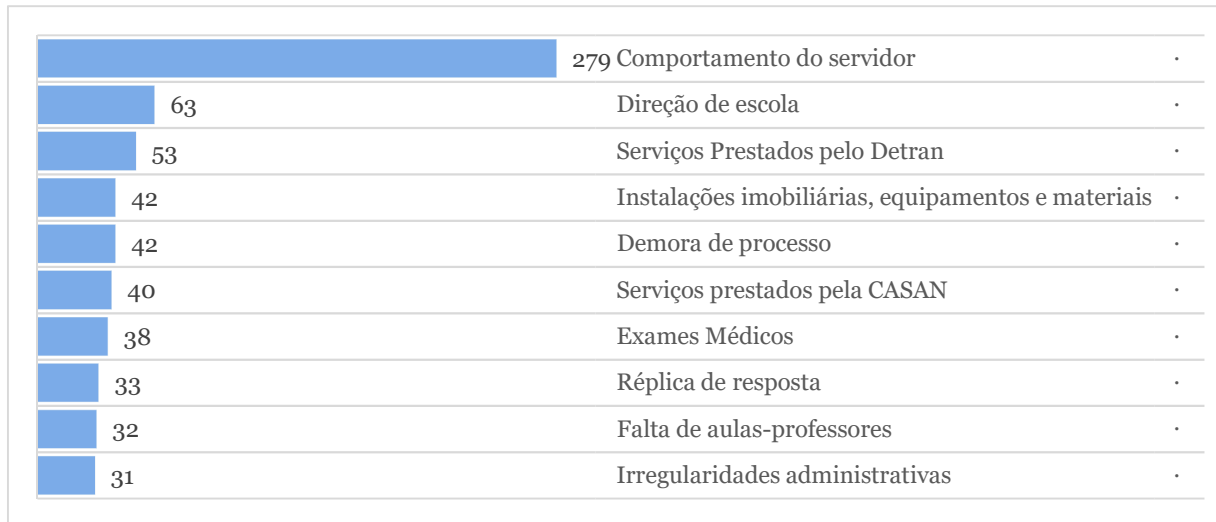 279 Comportamento do servidor ·
63 Direção de escola ·
53 Serviços Prestados pelo Detran ·
42 Instalações imobiliárias, equipamentos e materiais ·
42 Demora de processo ·
40 Serviços prestados pela CASAN ·
38 Exames Médicos ·
33 Réplica de resposta ·
32 Falta de aulas-professores ·
31 Irregularidades administrativas ·